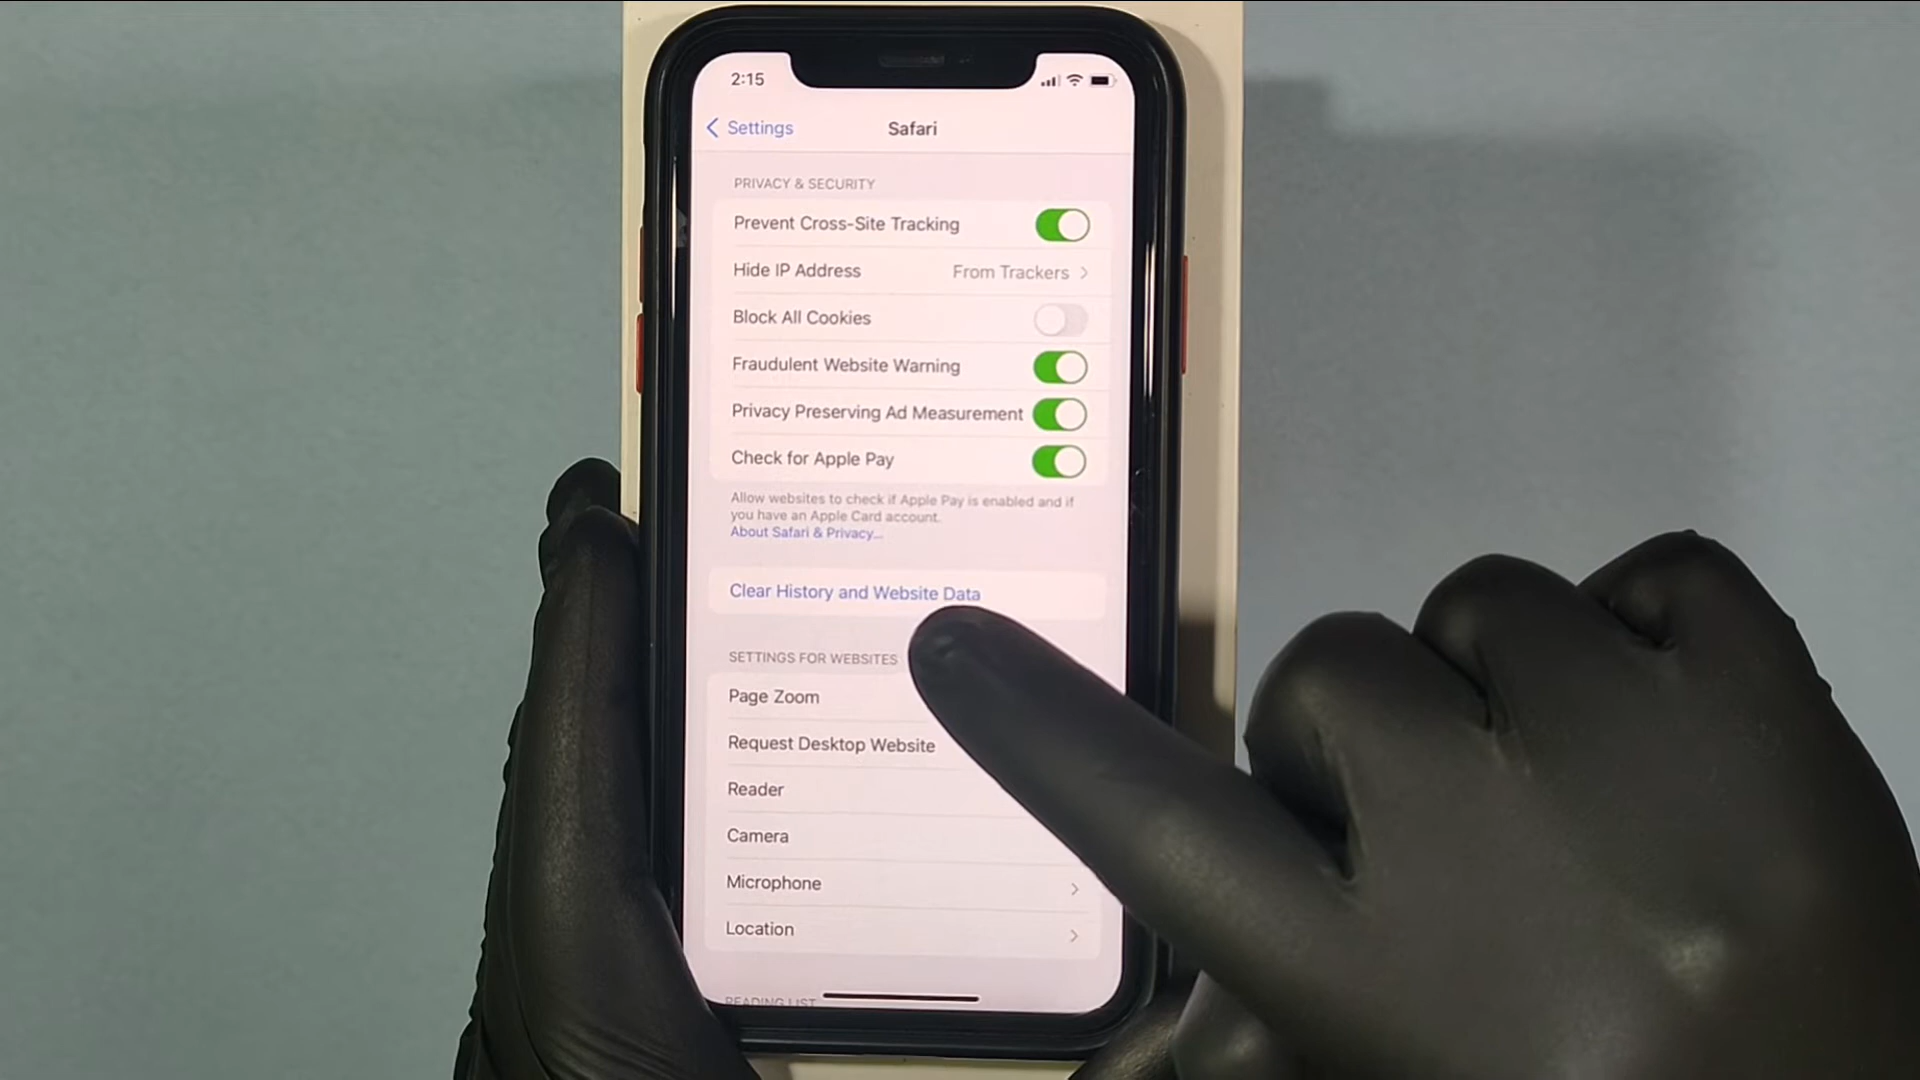 2:15
Settings
Safari
PRIVACY & SECURITY
Prevent Cross-Site Tracking
Hide IP Address From Trackers
Block All Cookies
Fraudulent Website Warning
Privacy Preserving Ad Measurement
Check for Apple Pay
Allow websites to check if Apple Pay is enabled and if
you have an Apple Card account.
About Safari & Privacy...
Clear History and Website Data
SETTINGS FOR WEBSITES
Page Zoom
Request Desktop Website
Reader
Camera
Microphone
Location
READING LIST